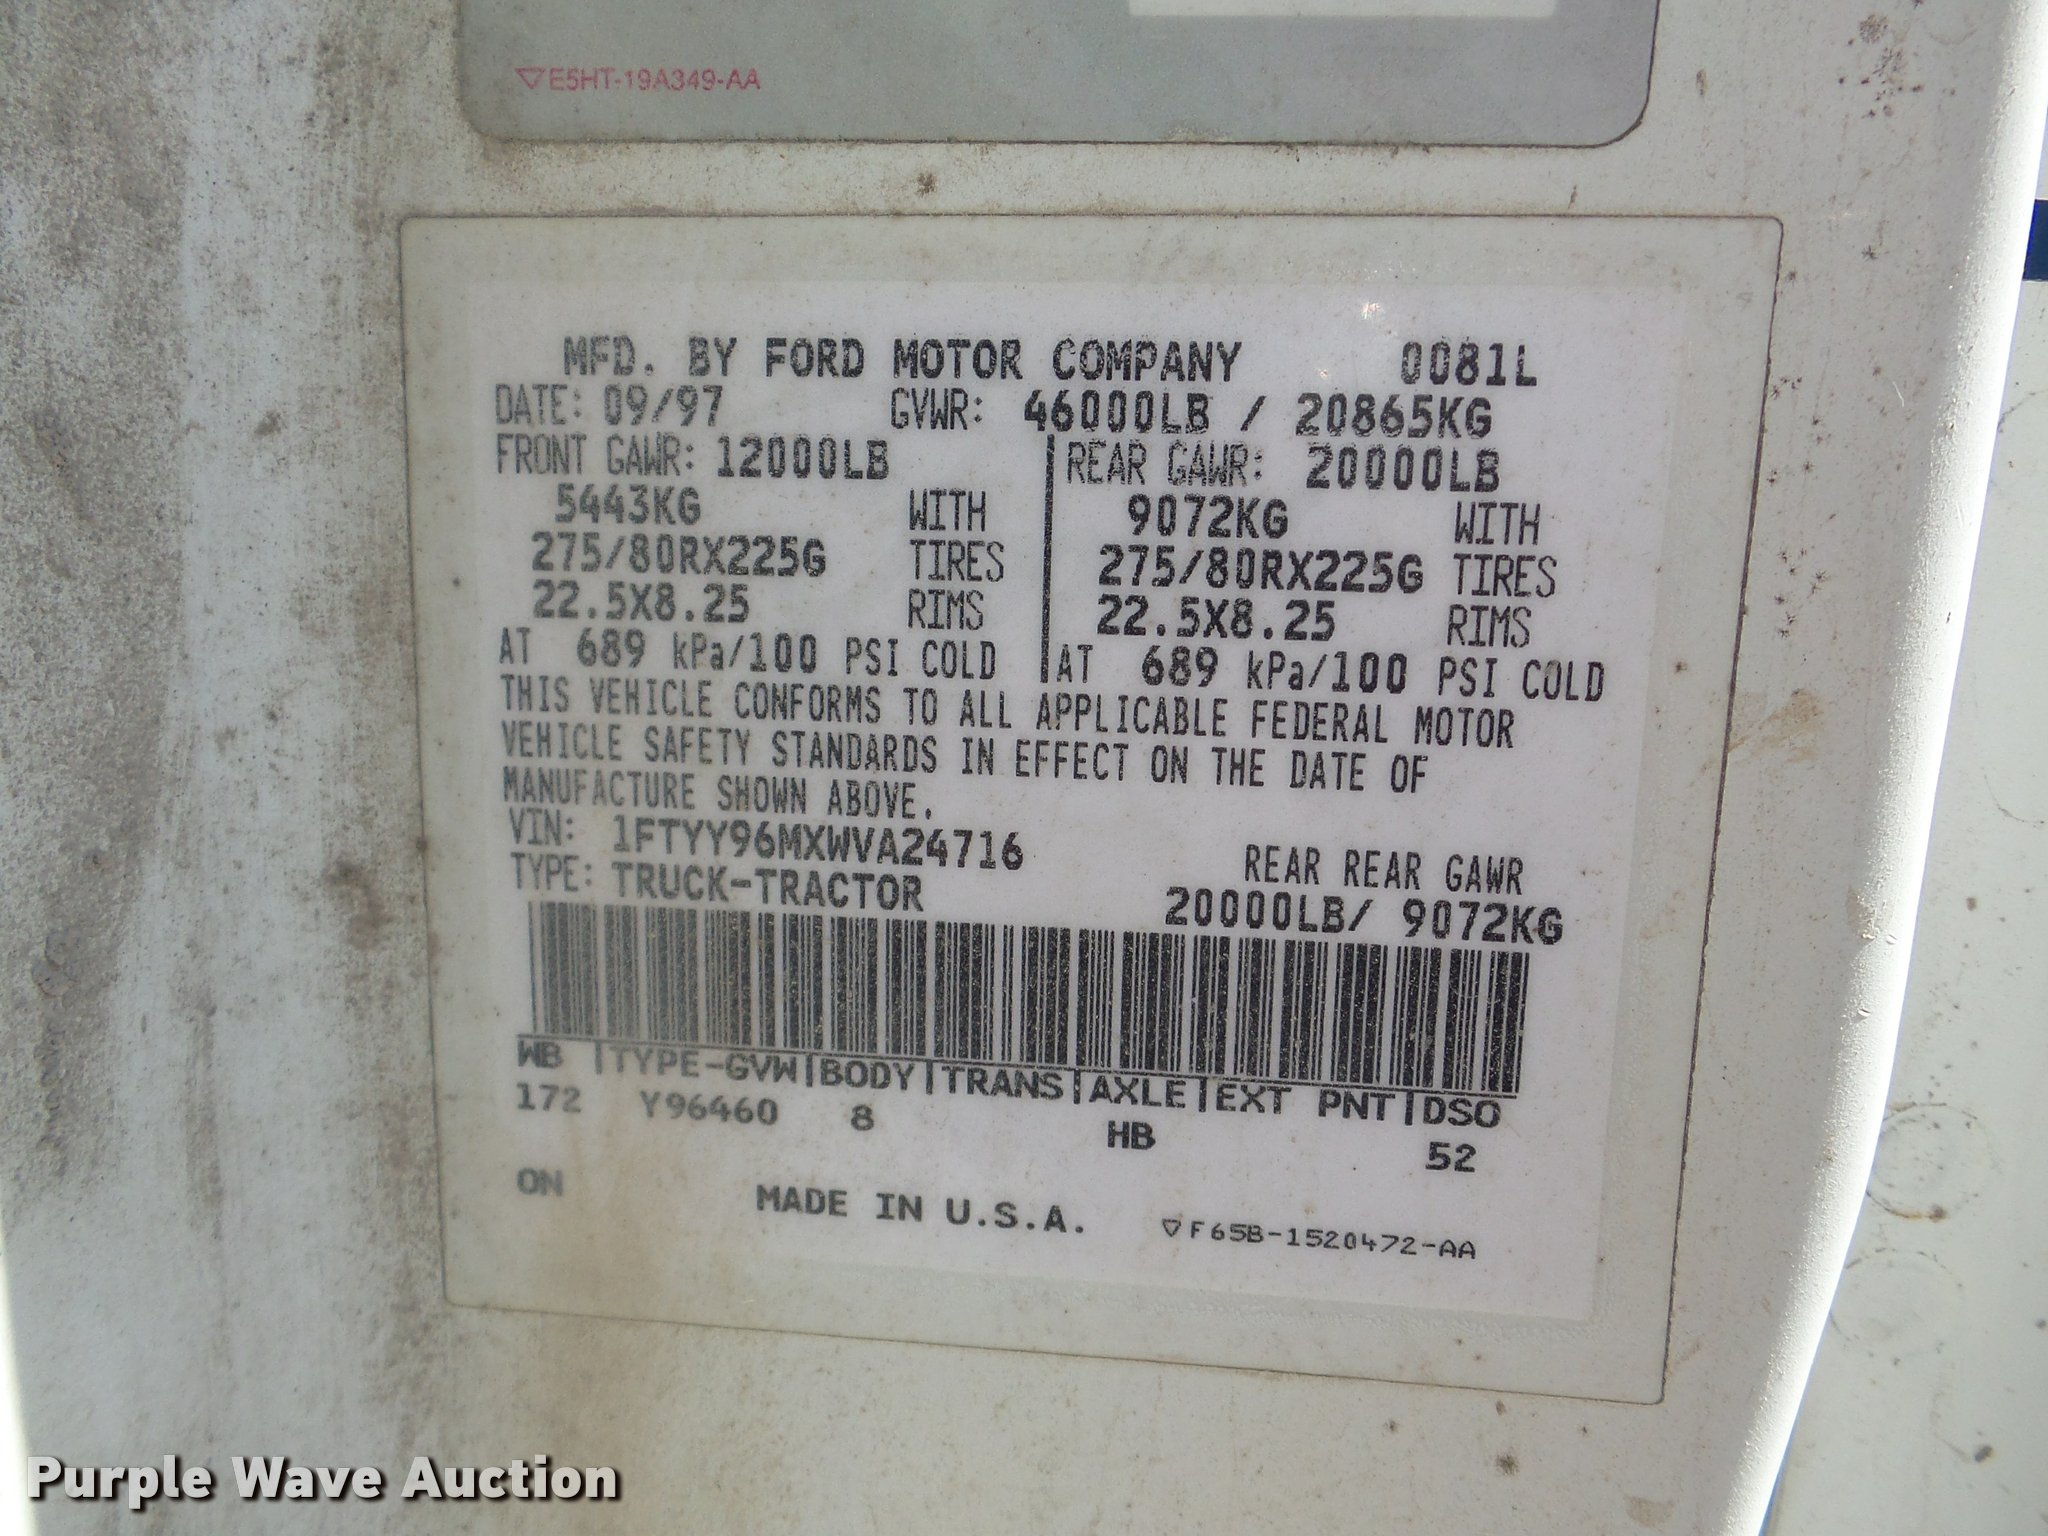 ▽E5HT-19A349-AA
MFD. BY FORD MOTOR COMPANY 0081L
DATE: 09/97 GVWR: 46000LB / 20865KG
FRONT GAWR: 12000LB REAR GAWR: 20000LB
5443KG WITH 9072KG WITH
275/80RX225G TIRES 275/80RX225G TIRES
22.5X8.25 RIMS 22.5X8.25 RIMS
AT 689 kPa/100 PSI COLD AT 689 kPa/100 PSI COLD
THIS VEHICLE CONFORMS TO ALL APPLICABLE FEDERAL MOTOR
VEHICLE SAFETY STANDARDS IN EFFECT ON THE DATE OF
MANUFACTURE SHOWN ABOVE.
VIN: 1FTYY96MXWVA24716 REAR REAR GAWR
TYPE: TRUCK-TRACTOR 20000LB/ 9072KG
WB |TYPE-GVW|BODY|TRANS|AXLE|EXT PNT|DSO
172 Y96460 8 HB 52
ON MADE IN U.S.A. ▽F65B-1520472-AA
Purple Wave Auction